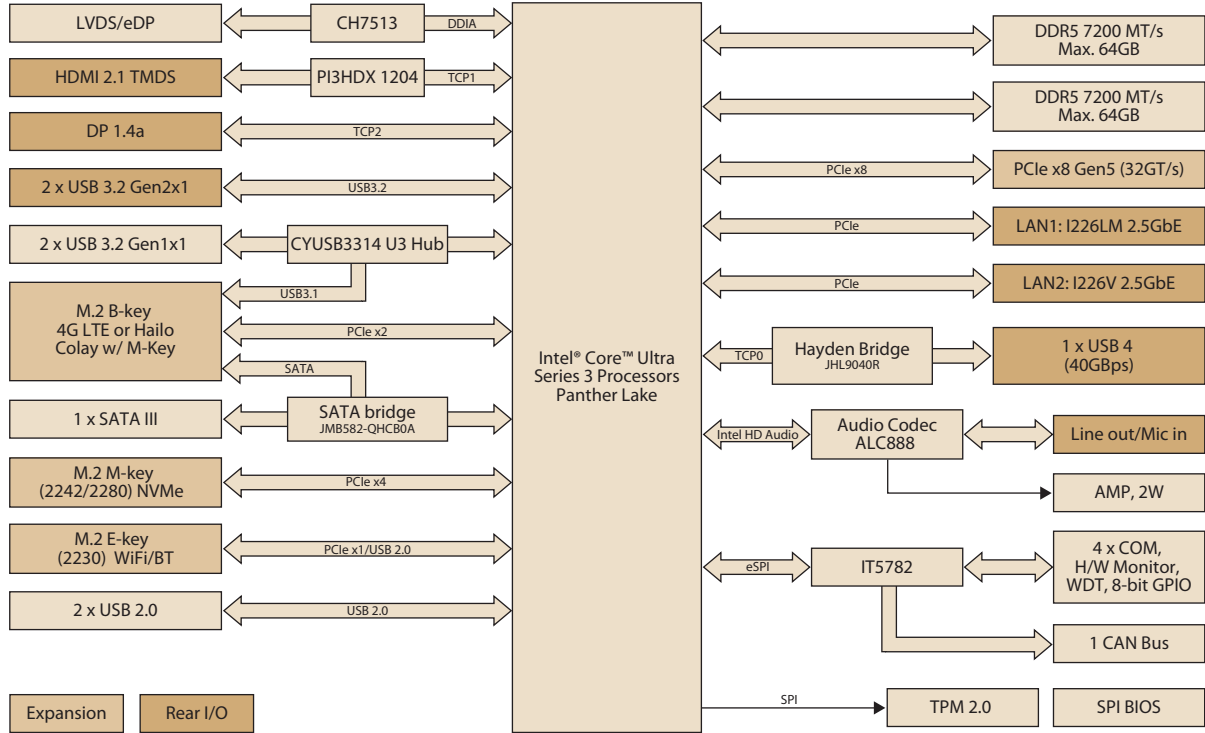 LVDS/eDP
CH7513
DDIA
HDMI 2.1 TMDS
PI3HDX 1204
TCP1
DP 1.4a
TCP2
2 x USB 3.2 Gen2x1
USB3.2
2 x USB 3.2 Gen1x1
CYUSB3314 U3 Hub
USB3.1
M.2 B-key
4G LTE or Hailo
Colay w/ M-Key
PCIe x2
SATA
1 x SATA III
SATA bridge
JMB582-QHCB0A
M.2 M-key
(2242/2280) NVMe
PCIe x4
M.2 E-key
(2230) WiFi/BT
PCIe x1/USB 2.0
2 x USB 2.0
USB 2.0
Expansion
Rear I/O
Intel® Core™ Ultra
Series 3 Processors
Panther Lake
DDR5 7200 MT/s
Max. 64GB
DDR5 7200 MT/s
Max. 64GB
PCIe x8
PCIe x8 Gen5 (32GT/s)
PCIe
LAN1: I226LM 2.5GbE
PCIe
LAN2: I226V 2.5GbE
TCP0
Hayden Bridge
JHL9040R
1 x USB 4
(40GBps)
Intel HD Audio
Audio Codec
ALC888
Line out/Mic in
AMP, 2W
eSPI
IT5782
4 x COM,
H/W Monitor,
WDT, 8-bit GPIO
1 CAN Bus
SPI
TPM 2.0
SPI BIOS